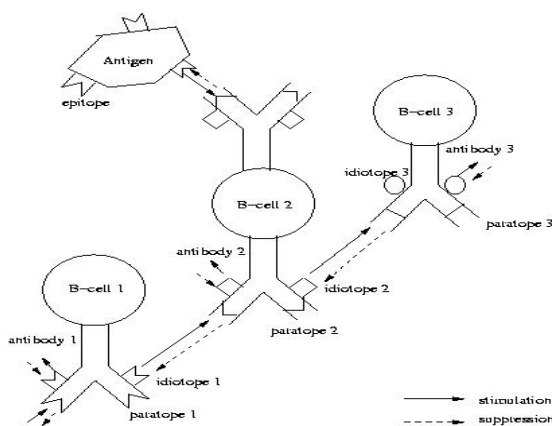 Antigen
epitope
B-cell 3
antibody 3
idiotope 3
B-cell 2
paratope 3
antibody 2
B-cell 1
idiotope 2
paratope 2
antibody 1
idiotope 1
paratope 1
stimulation
suppression